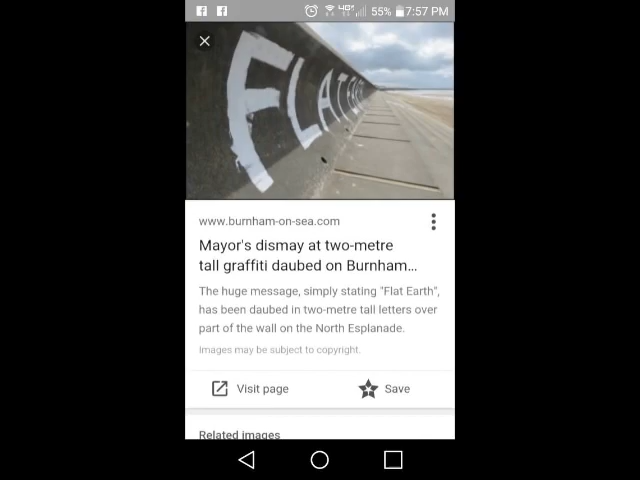 55% 7:57 PM
FLAT
www.burnham-on-sea.com
Mayor's dismay at two-metre
tall graffiti daubed on Burnham...
The huge message, simply stating "Flat Earth",
has been daubed in two-metre tall letters over
part of the wall on the North Esplanade.
Images may be subject to copyright.
Visit page
Save
Related images